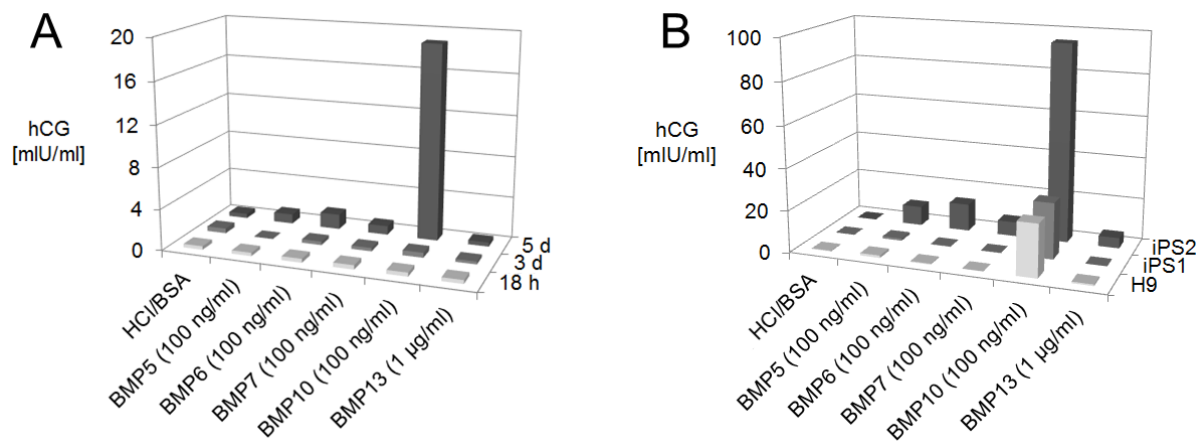 A
20
16
12
8
4
0
hCG
[mIU/ml]
5 d
3 d
18 h
HCl/BSA
BMP5 (100 ng/ml)
BMP6 (100 ng/ml)
BMP7 (100 ng/ml)
BMP10 (100 ng/ml)
BMP13 (1 µg/ml)
B
100
80
60
40
20
0
hCG
[mIU/ml]
iPS2
iPS1
H9
HCl/BSA
BMP5 (100 ng/ml)
BMP6 (100 ng/ml)
BMP7 (100 ng/ml)
BMP10 (100 ng/ml)
BMP13 (1 µg/ml)